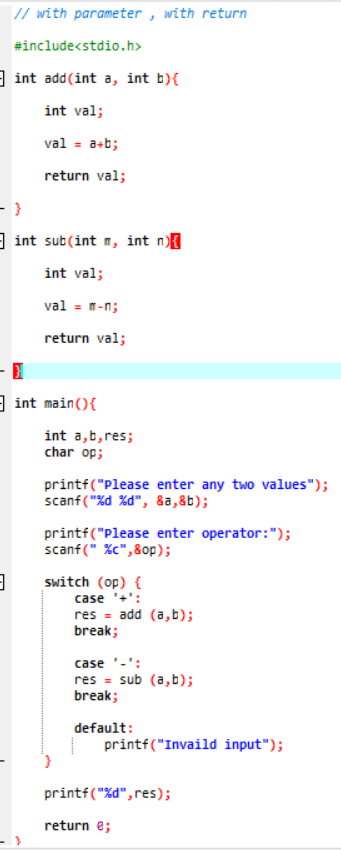 // with parameter , with return
#include<stdio.h>
int add(int a, int b){
int val;
val = a+b;
return val;
}
int sub(int m, int n){
int val;
val = m-n;
return val;
}
int main(){
int a,b,res;
char op;
printf("Please enter any two values");
scanf("%d %d", &a,&b);
printf("Please enter operator:");
scanf(" %c",&op);
switch (op) {
case '+':
res = add (a,b);
break;
case '-':
res = sub (a,b);
break;
default:
printf("Invaild input");
}
printf("%d",res);
return 0;
}